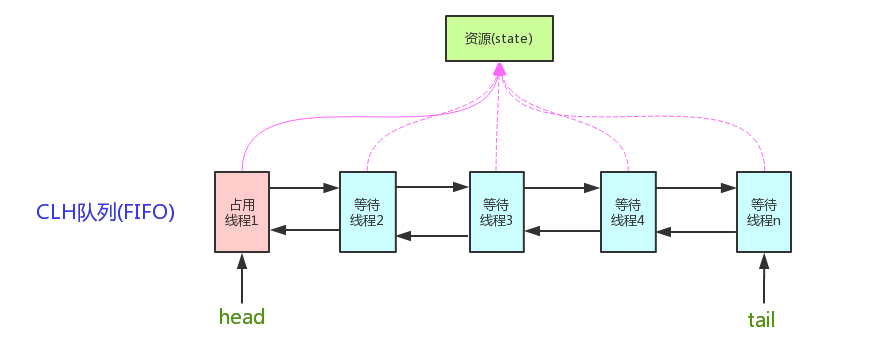 资源(state)
CLH队列(FIFO)
占用
线程1
等待
线程2
等待
线程3
等待
线程4
等待
线程n
head
tail